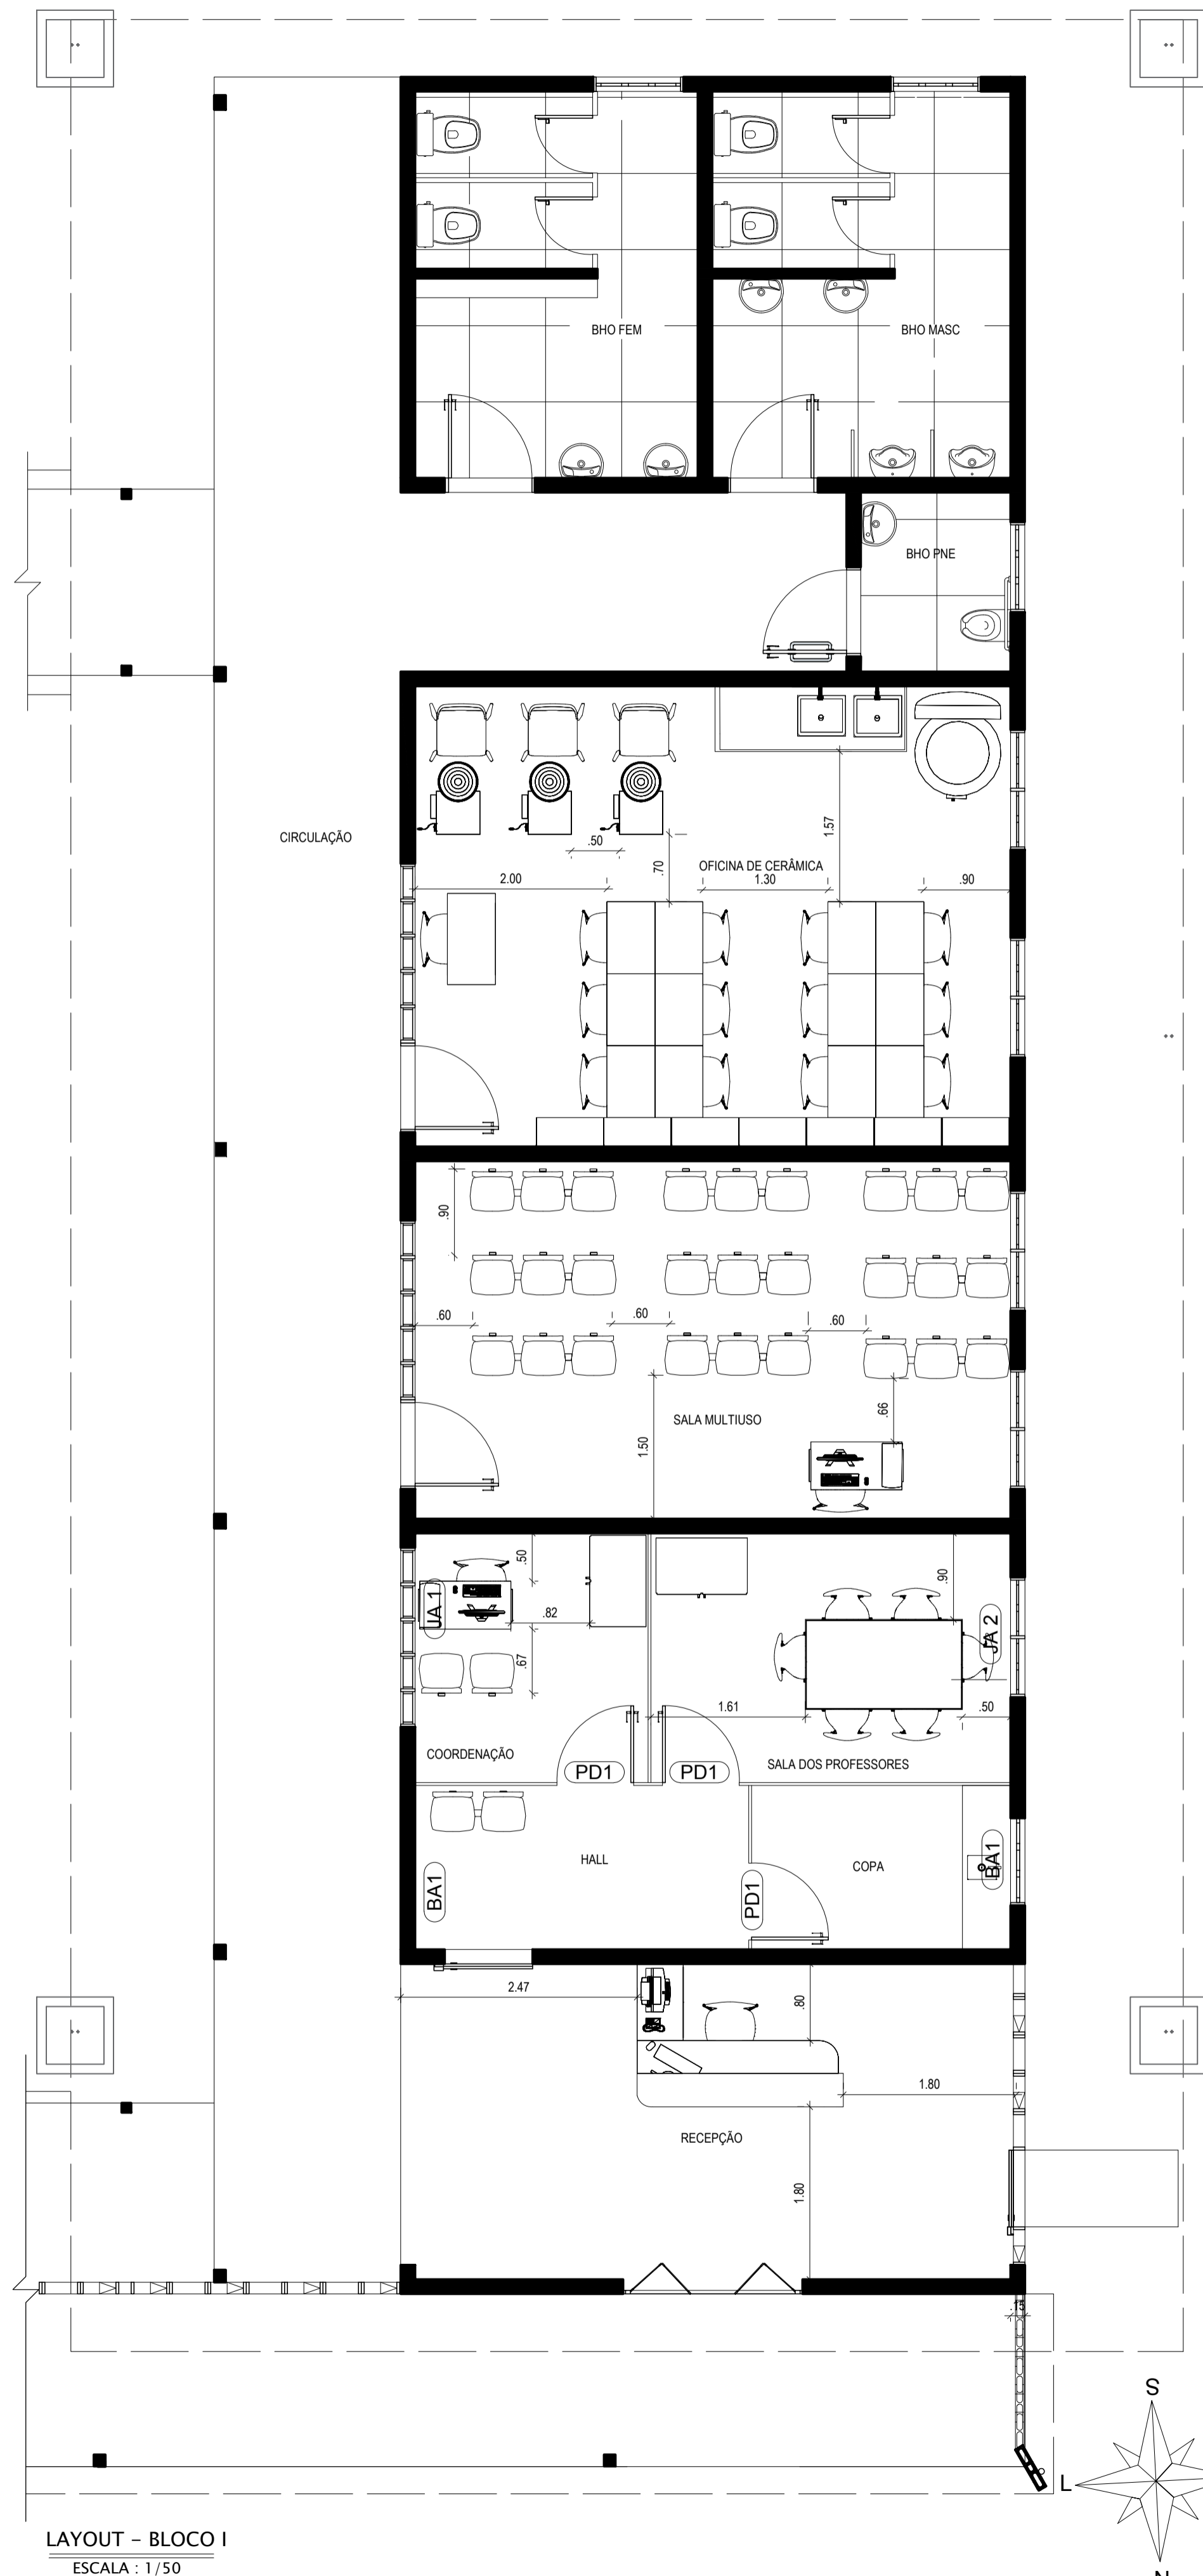 BHO FEM
BHO MASC
BHO PNE
CIRCULAÇÃO
1.57
.50
.70
OFICINA DE CERÂMICA
2.00
1.30
.90
.90
.60
.60
.60
.66
SALA MULTIUSO
1.50
.50
.90
JA 1
.82
JA 2
.67
1.61
.50
COORDENAÇÃO
SALA DOS PROFESSORES
PD1
PD1
HALL
COPA
BA1
PD1
BA1
2.47
.80
1.80
RECEPÇÃO
1.80
.15
S
L
N
LAYOUT – BLOCO I
ESCALA : 1/50